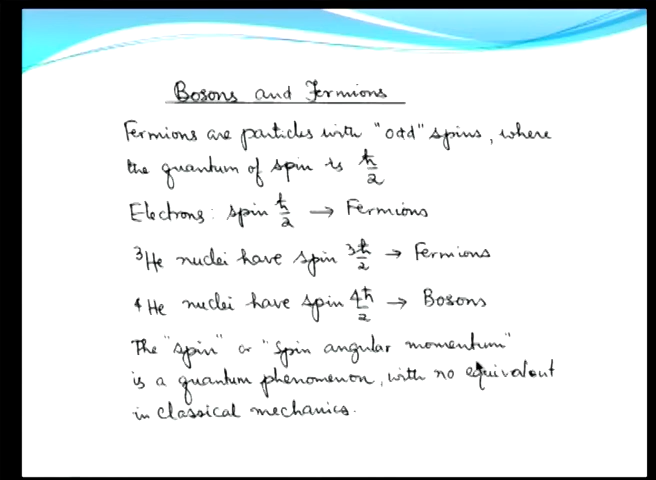 Bosons and Fermions
Fermions are particles with "odd" spins, where
the quantum of spin is ℏ/2
Electrons: spin ℏ/2 → Fermions
³He nuclei have spin 3ℏ/2 → Fermions
⁴He nuclei have spin 4ℏ/2 → Bosons
The "spin" or "spin angular momentum"
is a quantum phenomenon, with no equivalent
in classical mechanics.